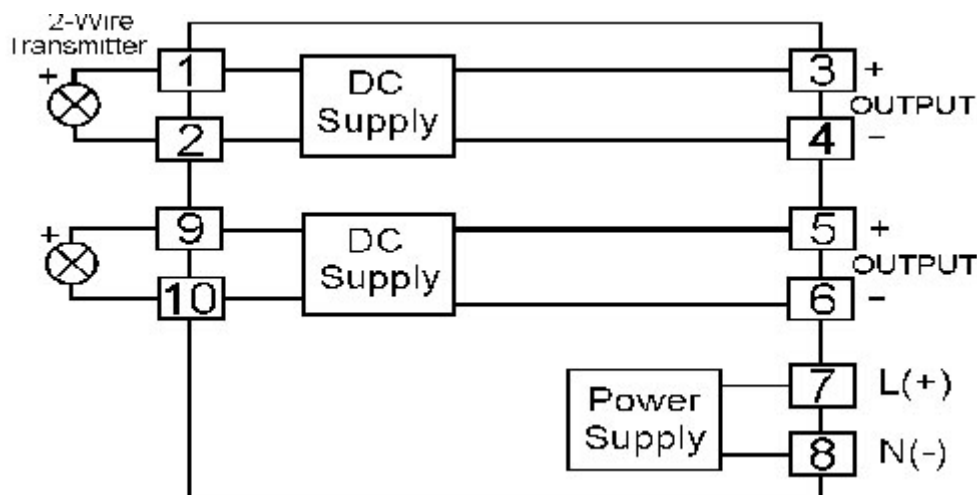 2-Wire
Transmitter
+
1
2
DC
Supply
3 +
OUTPUT
4 -
+
9
10
DC
Supply
5 +
OUTPUT
6 -
Power
Supply
7 L(+)
8 N(-)